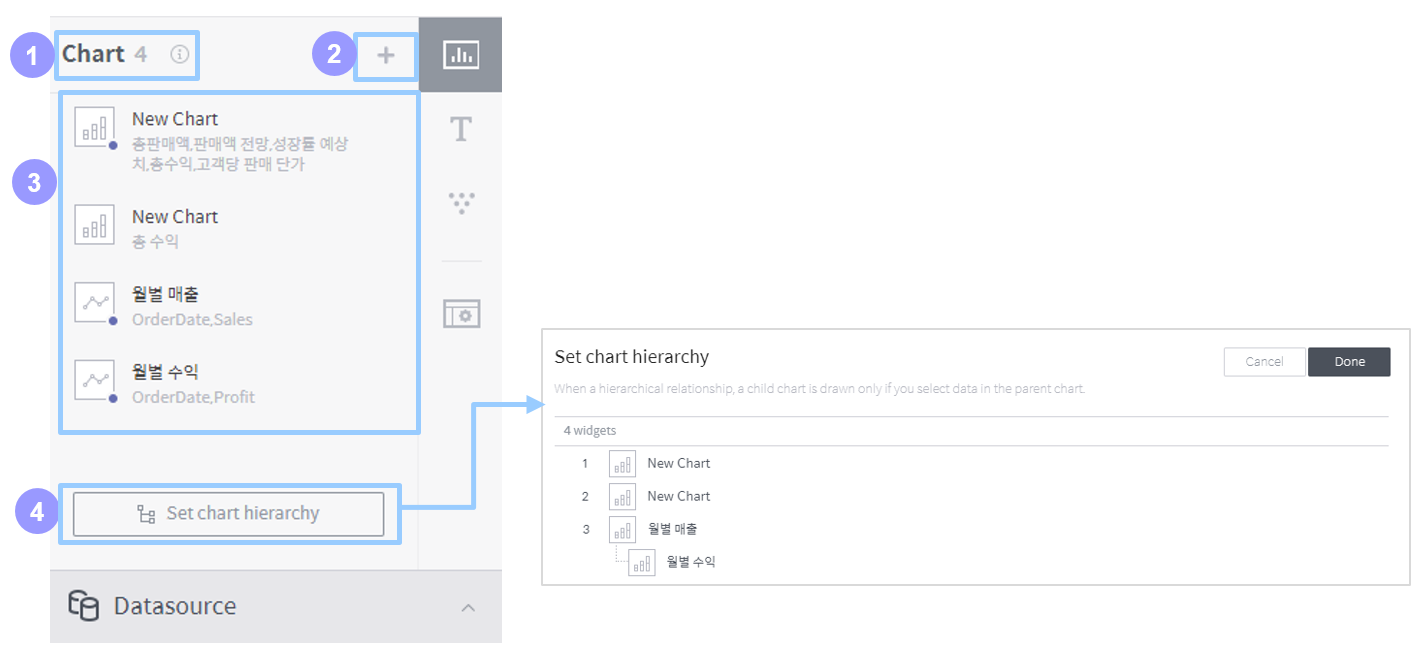 1
Chart 4
2
3
New Chart
총판매액,판매액 전망,성장률 예상
치,총수익,고객당 판매 단가
New Chart
총 수익
월별 매출
OrderDate,Sales
월별 수익
OrderDate,Profit
4
Set chart hierarchy
Datasource
T
Set chart hierarchy
Cancel
Done
When a hierarchical relationship, a child chart is drawn only if you select data in the parent chart.
4 widgets
1 New Chart
2 New Chart
3 월별 매출
월별 수익